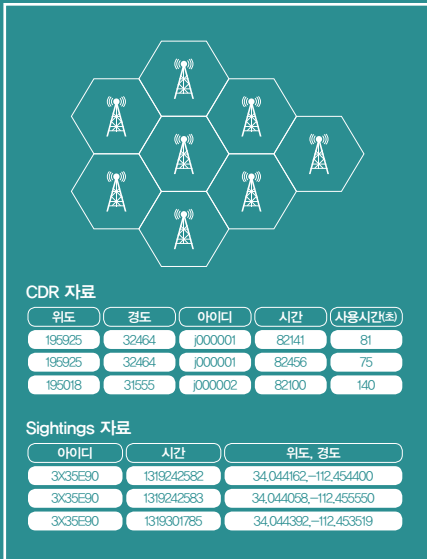 CDR 자료
위도 경도 아이디 시간 사용시간(초)
195925 32464 j000001 82141 81
195925 32464 j000001 82456 75
195018 31555 j000002 82100 140
Sightings 자료
아이디 시간 위도, 경도
3X35E90 1319242582 34.044162,-112.454400
3X35E90 1319242583 34.044058,-112.455550
3X35E90 1319301785 34.044392,-112.453519